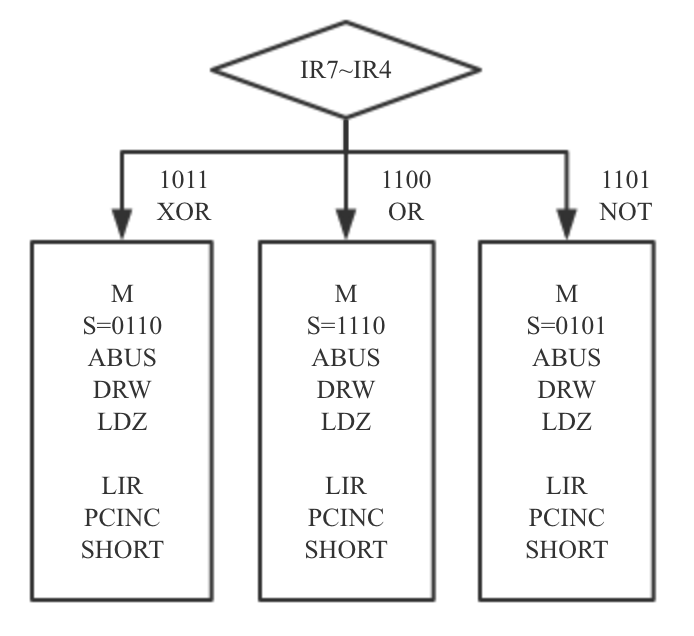 IR7~IR4
1011
XOR
1100
OR
1101
NOT
M
S=0110
ABUS
DRW
LDZ
LIR
PCINC
SHORT
M
S=1110
ABUS
DRW
LDZ
LIR
PCINC
SHORT
M
S=0101
ABUS
DRW
LDZ
LIR
PCINC
SHORT